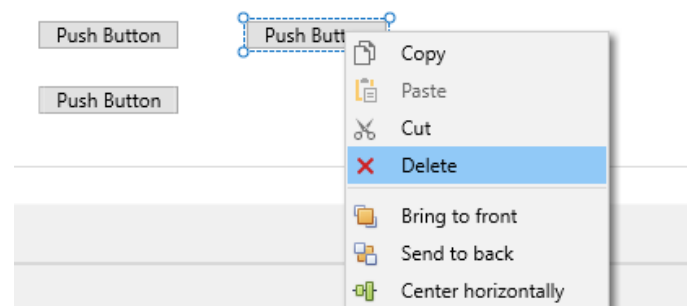 Push Button
Push Butt
Copy
Push Button
Paste
Cut
Delete
Bring to front
Send to back
Center horizontally